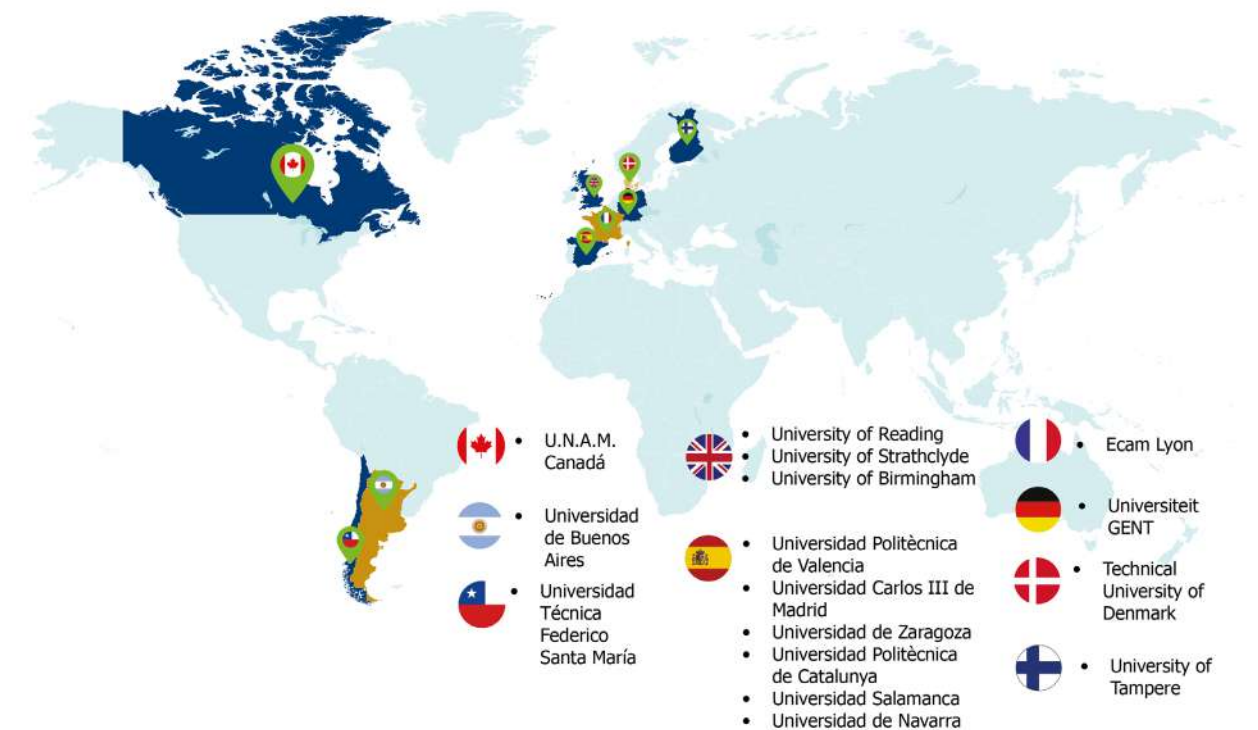 U.N.A.M.
Canadá
Universidad
de Buenos
Aires
Universidad
Técnica
Federico
Santa María
University of Reading
University of Strathclyde
University of Birmingham
Universidad Politècnica
de Valencia
Universidad Carlos III de
Madrid
Universidad de Zaragoza
Universidad Politècnica
de Catalunya
Universidad Salamanca
Universidad de Navarra
Ecam Lyon
Universiteit
GENT
Technical
University of
Denmark
University of
Tampere